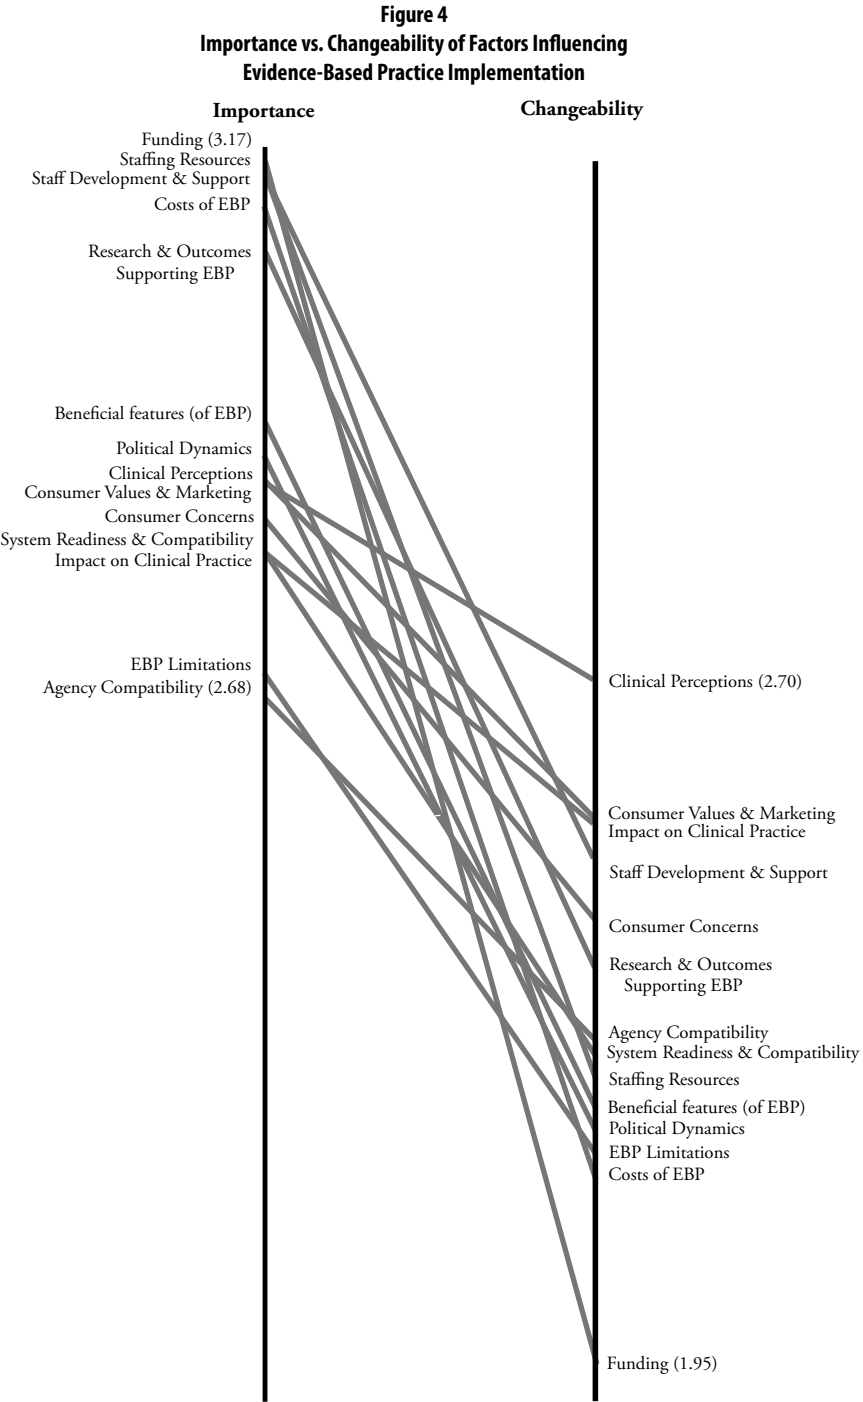 Figure 4
Importance vs. Changeability of Factors Influencing
Evidence-Based Practice Implementation
Importance
Changeability
Funding (3.17)
Staffing Resources
Staff Development & Support
Costs of EBP
Research & Outcomes
Supporting EBP
Beneficial features (of EBP)
Political Dynamics
Clinical Perceptions
Consumer Values & Marketing
Consumer Concerns
System Readiness & Compatibility
Impact on Clinical Practice
EBP Limitations
Agency Compatibility (2.68)
Clinical Perceptions (2.70)
Consumer Values & Marketing
Impact on Clinical Practice
Staff Development & Support
Consumer Concerns
Research & Outcomes
Supporting EBP
Agency Compatibility
System Readiness & Compatibility
Staffing Resources
Beneficial features (of EBP)
Political Dynamics
EBP Limitations
Costs of EBP
Funding (1.95)